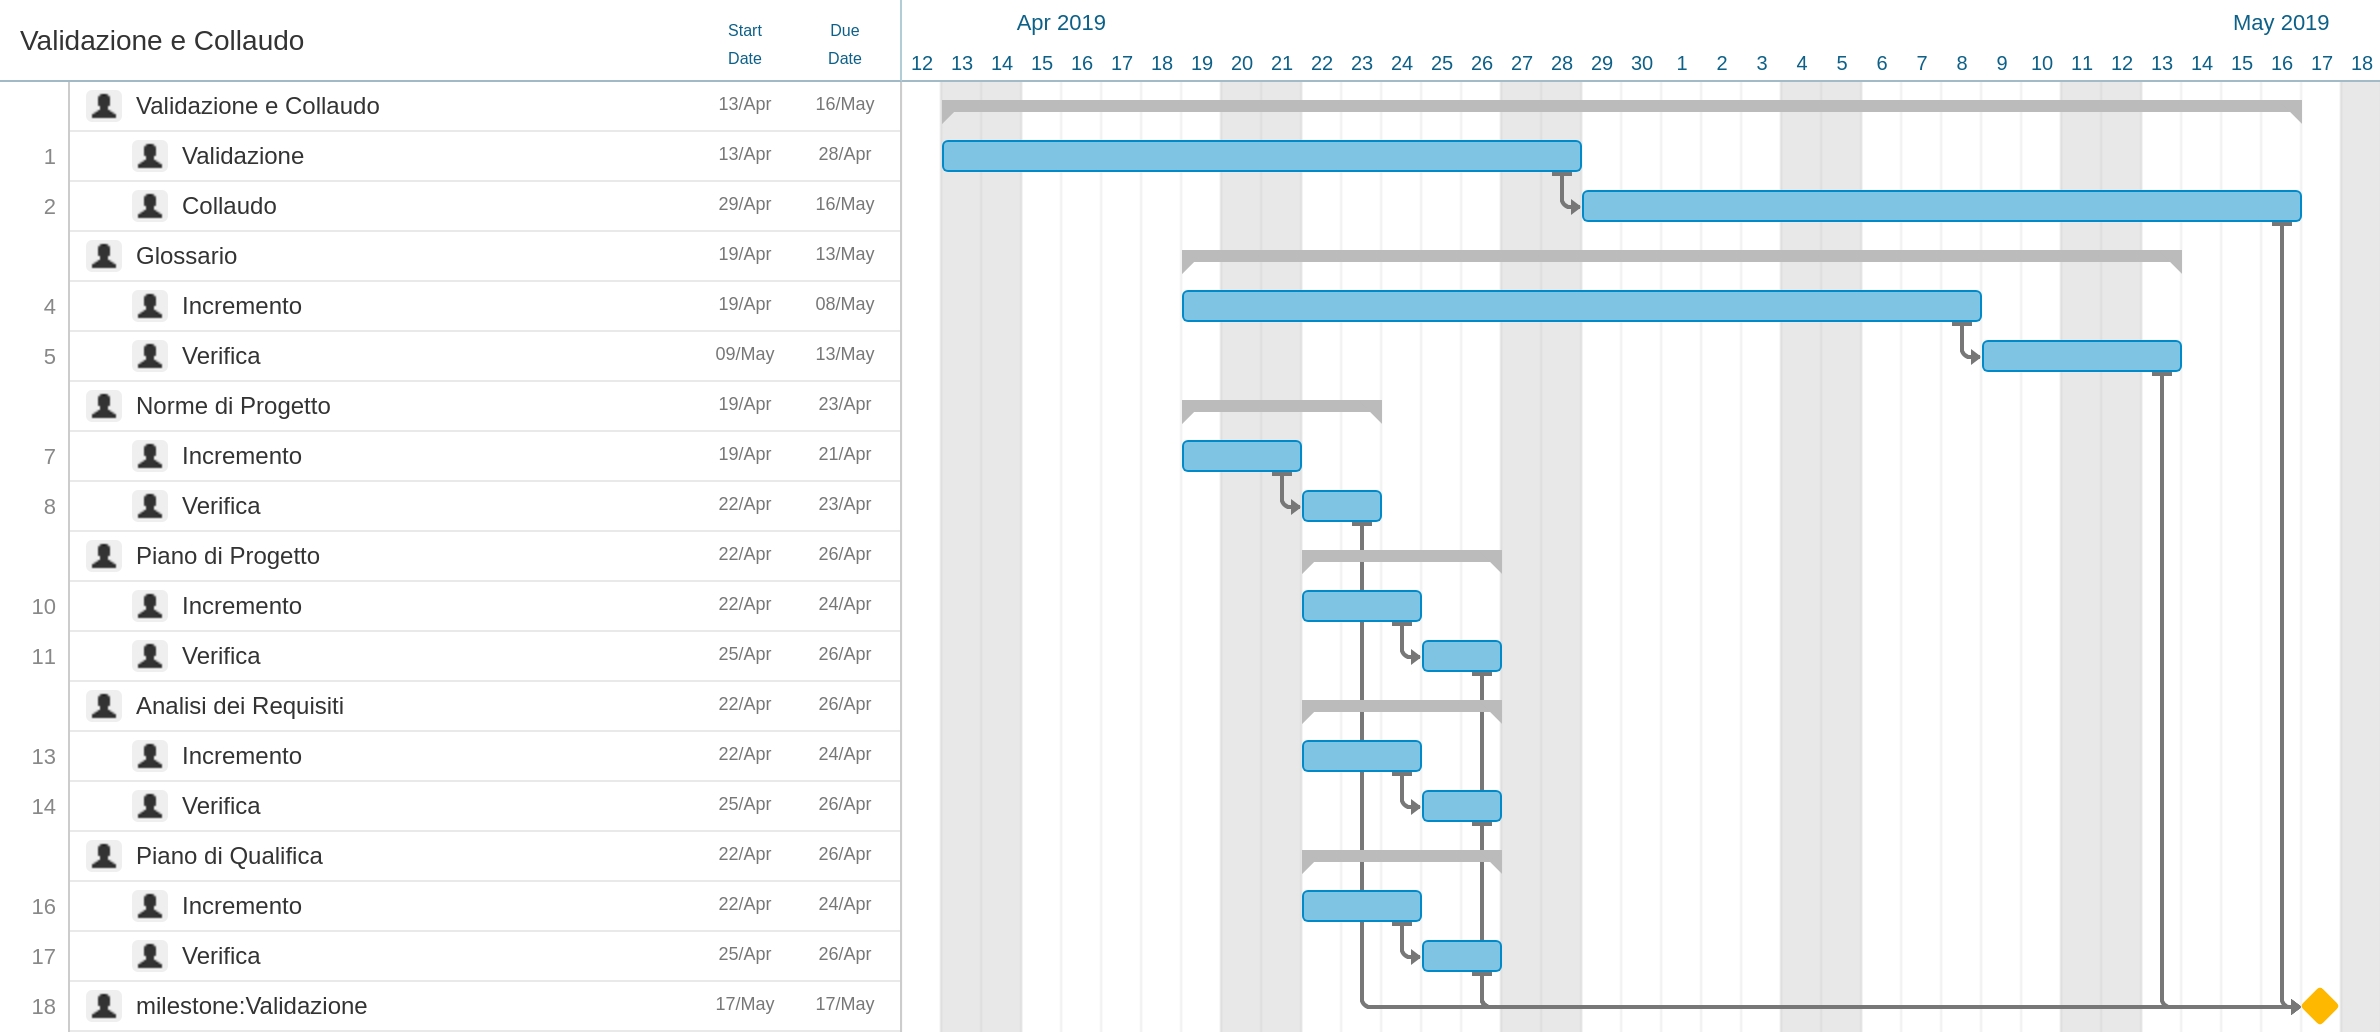 Validazione e Collaudo Start Date Due Date
Apr 2019 May 2019
12 13 14 15 16 17 18 19 20 21 22 23 24 25 26 27 28 29 30 1 2 3 4 5 6 7 8 9 10 11 12 13 14 15 16 17 18
Validazione e Collaudo 13/Apr 16/May
1 Validazione 13/Apr 28/Apr
2 Collaudo 29/Apr 16/May
Glossario 19/Apr 13/May
4 Incremento 19/Apr 08/May
5 Verifica 09/May 13/May
Norme di Progetto 19/Apr 23/Apr
7 Incremento 19/Apr 21/Apr
8 Verifica 22/Apr 23/Apr
Piano di Progetto 22/Apr 26/Apr
10 Incremento 22/Apr 24/Apr
11 Verifica 25/Apr 26/Apr
Analisi dei Requisiti 22/Apr 26/Apr
13 Incremento 22/Apr 24/Apr
14 Verifica 25/Apr 26/Apr
Piano di Qualifica 22/Apr 26/Apr
16 Incremento 22/Apr 24/Apr
17 Verifica 25/Apr 26/Apr
18 milestone:Validazione 17/May 17/May